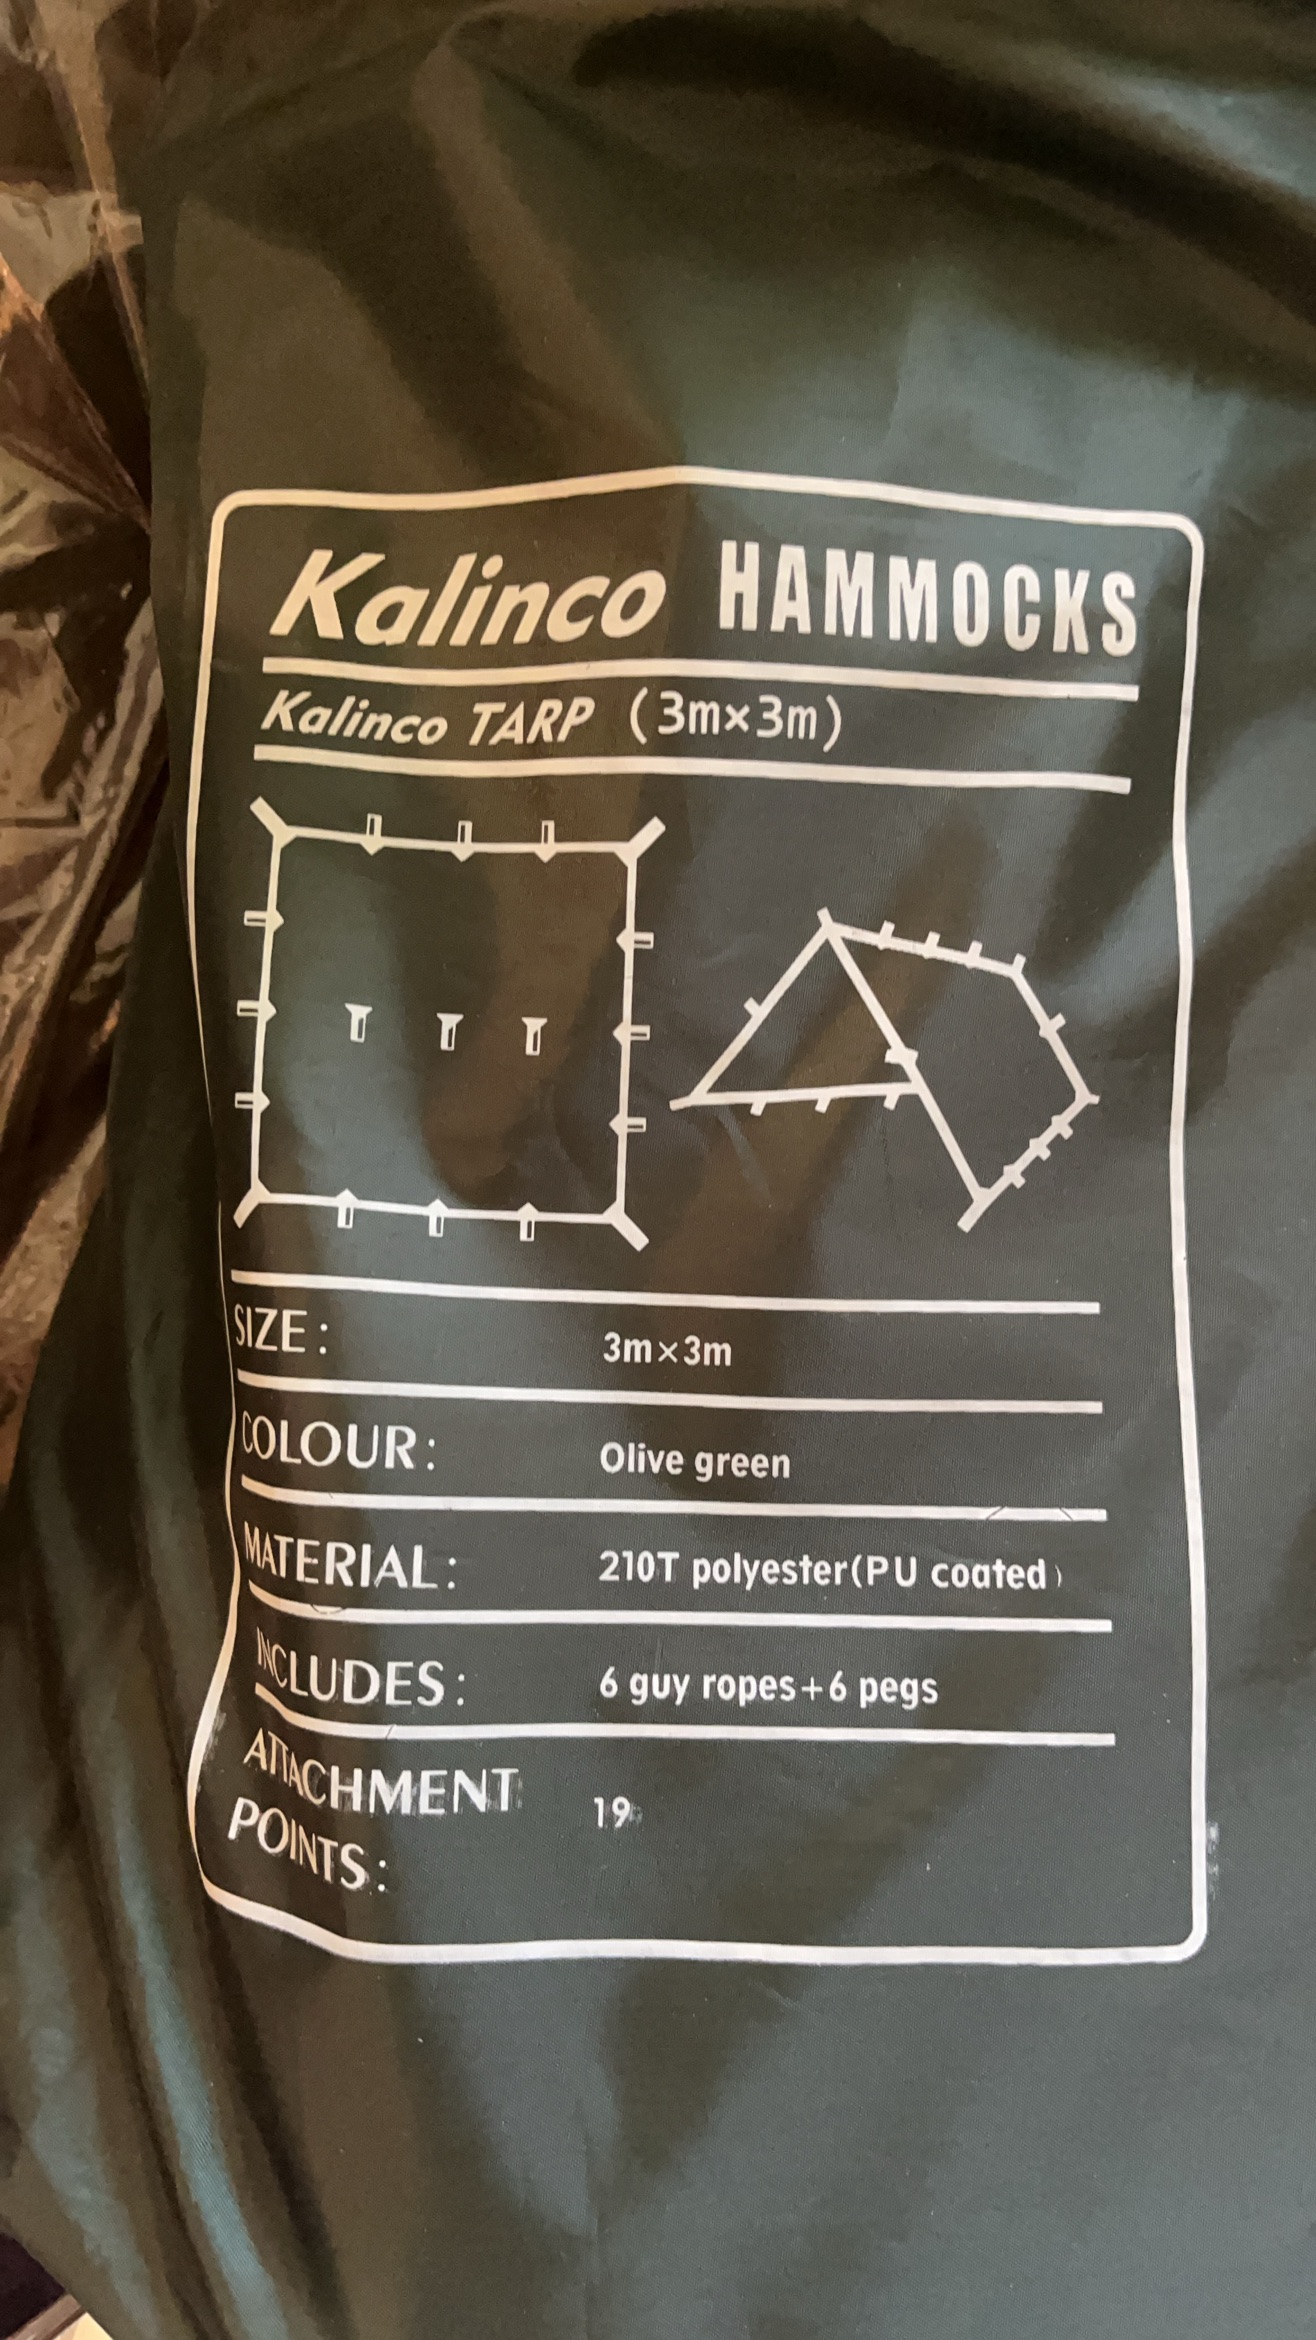 Kalinco HAMMOCKS
Kalinco TARP (3m×3m)
SIZE: 3m×3m
COLOUR: Olive green
MATERIAL: 210T polyester(PU coated)
INCLUDES: 6 guy ropes+6 pegs
ATTACHMENT
POINTS: 19